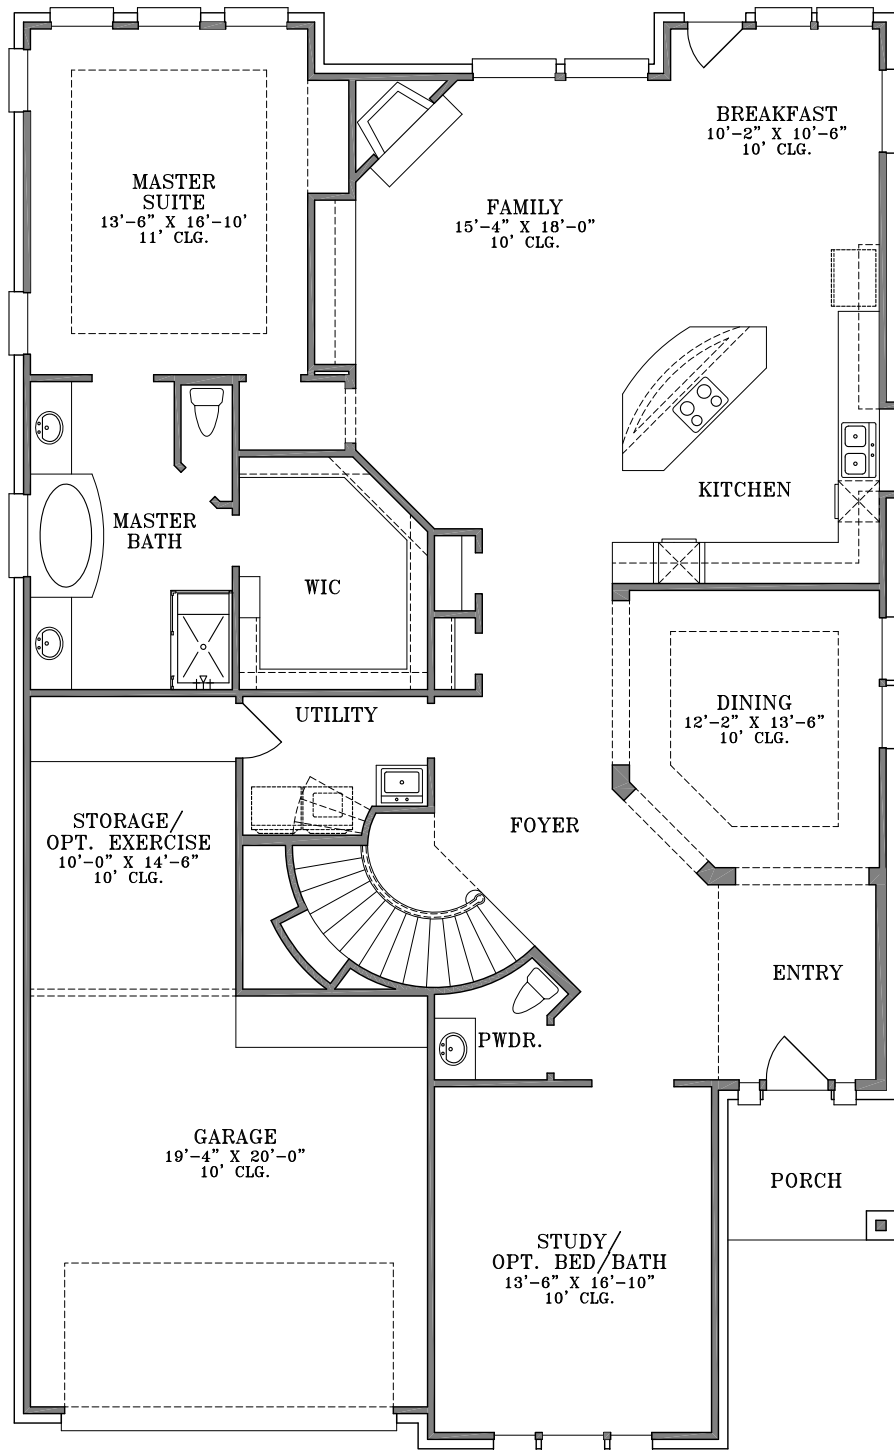 BREAKFAST
10'-2" X 10'-6"
10' CLG.
MASTER
SUITE
13'-6" X 16'-10'
11' CLG.
FAMILY
15'-4" X 18'-0"
10' CLG.
KITCHEN
MASTER
BATH
WIC
UTILITY
DINING
12'-2" X 13'-6"
10' CLG.
STORAGE/
OPT. EXERCISE
10'-0" X 14'-6"
10' CLG.
FOYER
ENTRY
PWDR.
GARAGE
19'-4" X 20'-0"
10' CLG.
PORCH
STUDY/
OPT. BED/BATH
13'-6" X 16'-10"
10' CLG.